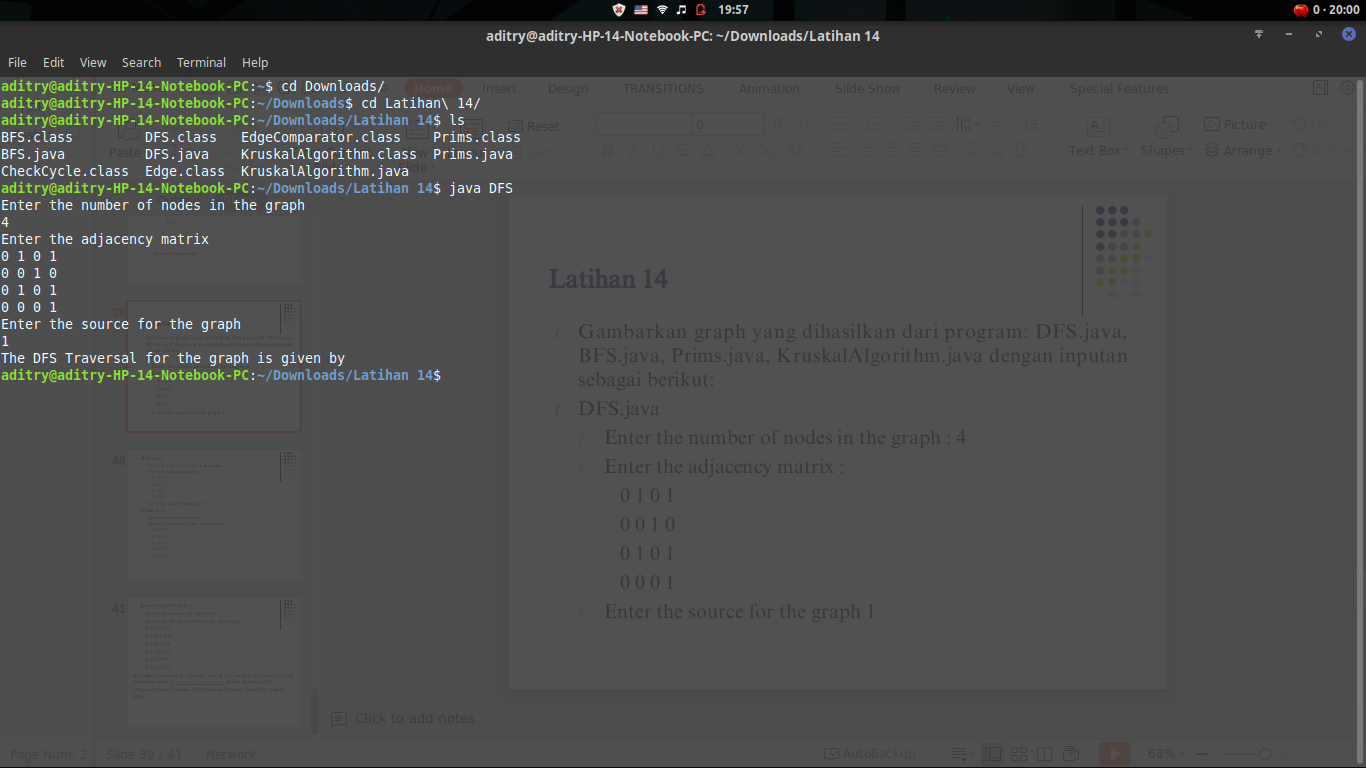 19:57
0 · 20:00
aditry@aditry-HP-14-Notebook-PC: ~/Downloads/Latihan 14
File Edit View Search Terminal Help
aditry@aditry-HP-14-Notebook-PC:~$ cd Downloads/
aditry@aditry-HP-14-Notebook-PC:~/Downloads$ cd Latihan\ 14/
aditry@aditry-HP-14-Notebook-PC:~/Downloads/Latihan 14$ ls
BFS.class DFS.class EdgeComparator.class Prims.class
BFS.java DFS.java KruskalAlgorithm.class Prims.java
CheckCycle.class Edge.class KruskalAlgorithm.java
aditry@aditry-HP-14-Notebook-PC:~/Downloads/Latihan 14$ java DFS
Enter the number of nodes in the graph
4
Enter the adjacency matrix
0 1 0 1
0 0 1 0
0 1 0 1
0 0 0 1
Enter the source for the graph
1
The DFS Traversal for the graph is given by
aditry@aditry-HP-14-Notebook-PC:~/Downloads/Latihan 14$
Home Insert Design TRANSITIONS Animation Slide Show Review View Special Features
Reset
0
Picture
Paste
Text Box Shapes Arrange
Slide
Latihan 14
Gambarkan graph yang dihasilkan dari program: DFS.java,
BFS.java, Prims.java, KruskalAlgorithm.java dengan inputan
sebagai berikut:
DFS.java
Enter the number of nodes in the graph : 4
Enter the adjacency matrix :
0 1 0 1
0 0 1 0
0 1 0 1
0 0 0 1
Enter the source for the graph 1
40
41
Click to add notes
Page Num: 2 Slide 39 / 41 Network
AutoBackup
68%